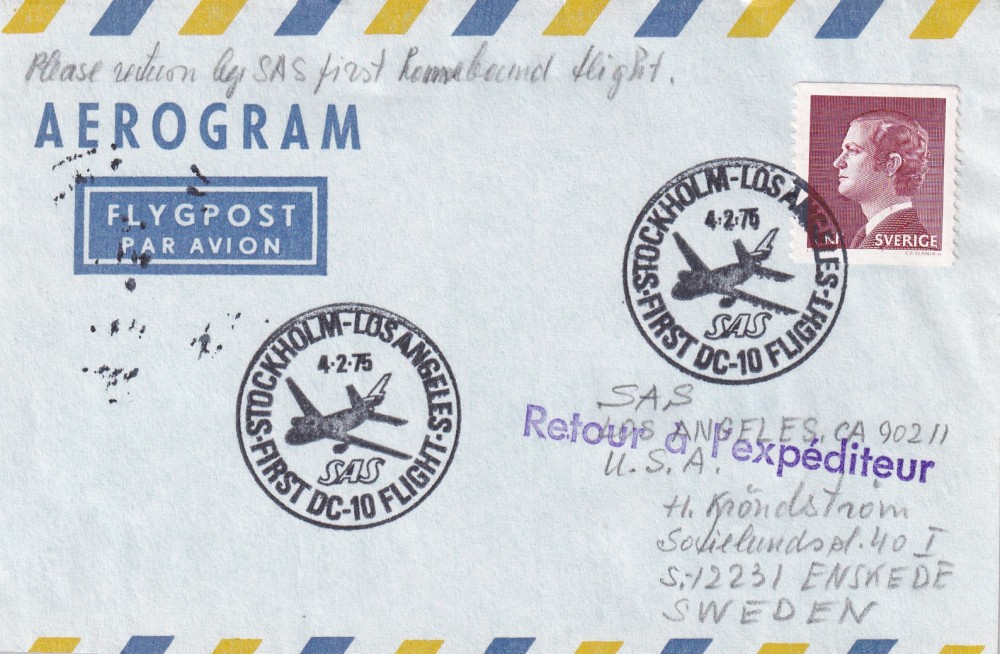 Please return by SAS first homebound flight.
AEROGRAM
FLYGPOST
PAR AVION
STOCKHOLM-LOS ANGELES
4·2·75
SAS
·FIRST DC-10 FLIGHT·
SVERIGE
STOCKHOLM-LOS ANGELES
4·2·75
SAS
·FIRST DC-10 FLIGHT·
SAS
LOS ANGELES, CA 90211
Retour à l'expéditeur
U.S.A.
H. Kröndström
40 I
S-12231 ENSKEDE
SWEDEN